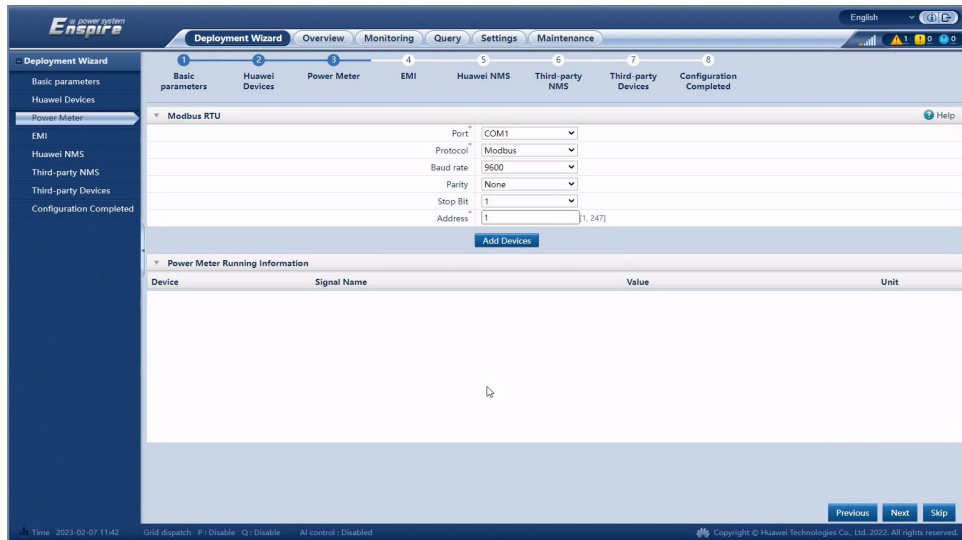 Enspire
e power system
English
Deployment Wizard Overview Monitoring Query Settings Maintenance
1 0 0
Deployment Wizard
Basic parameters
Huawei Devices
Power Meter
EMI
Huawei NMS
Third-party NMS
Third-party Devices
Configuration Completed
1 2 3 4 5 6 7 8
Basic parameters
Huawei Devices
Power Meter
EMI
Huawei NMS
Third-party NMS
Third-party Devices
Configuration Completed
Modbus RTU
Help
Port* COM1
Protocol* Modbus
Baud rate 9600
Parity None
Stop Bit 1
Address* 1 [1, 247]
Add Devices
Power Meter Running Information
Device Signal Name Value Unit
Previous Next Skip
Time 2023-02-07 11:42 Grid dispatch P : Disable Q : Disable AI control : Disabled Copyright © Huawei Technologies Co., Ltd. 2022. All rights reserved.